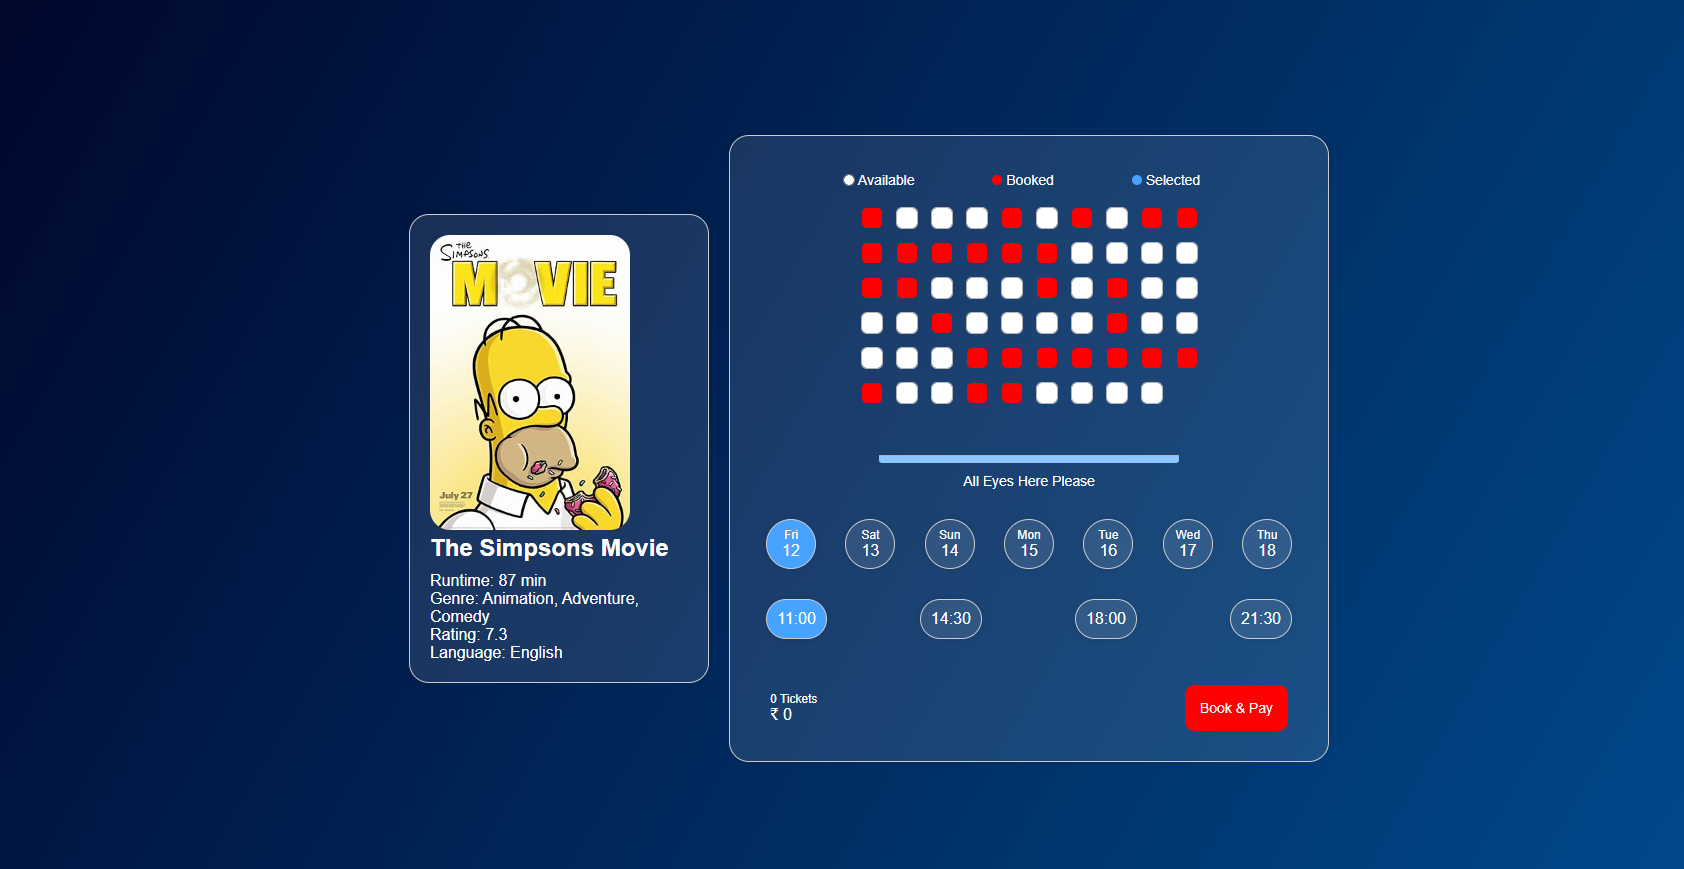 THE
SIMPSONS
MOVIE
July 27
The Simpsons Movie
Runtime: 87 min
Genre: Animation, Adventure,
Comedy
Rating: 7.3
Language: English
Available
Booked
Selected
All Eyes Here Please
Fri
12
Sat
13
Sun
14
Mon
15
Tue
16
Wed
17
Thu
18
11:00
14:30
18:00
21:30
0 Tickets
₹ 0
Book & Pay